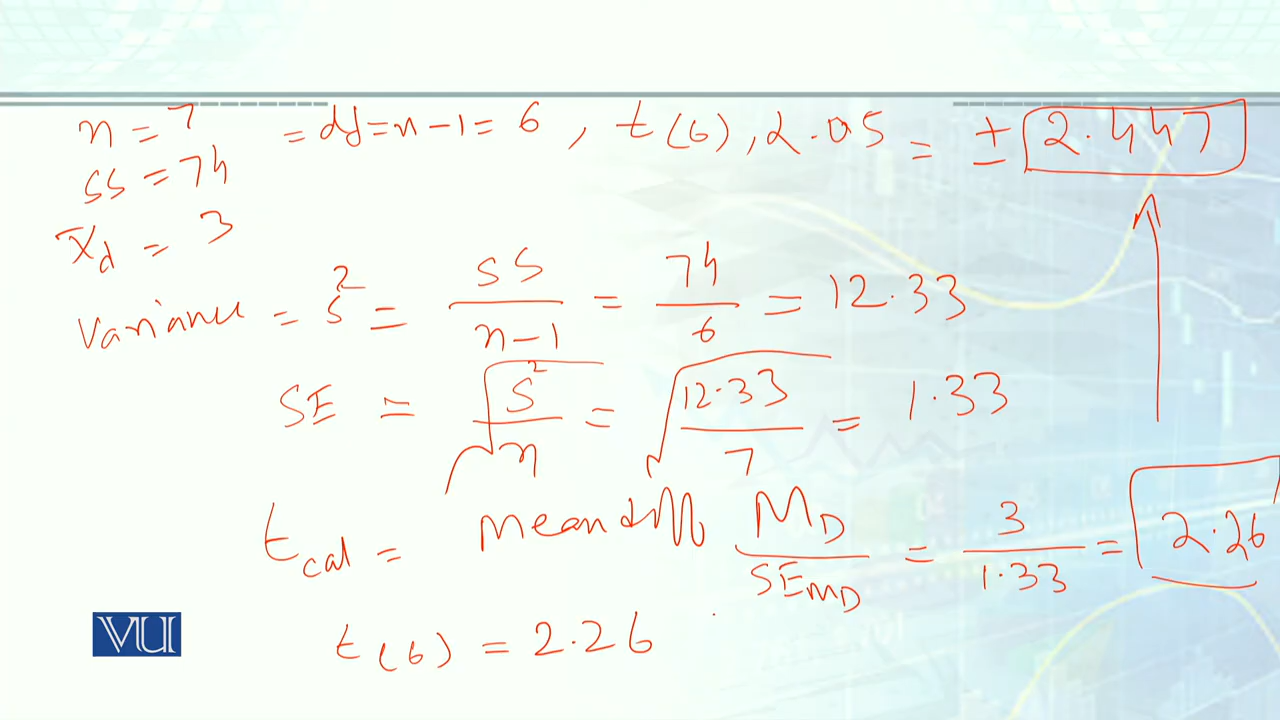 n = 7 = df = n - 1 = 6 , t (6) , 2.05 = ± 2.447
SS = 74
x̄d = 3
Variance = s² = SS / n-1 = 74 / 6 = 12.33
SE = √(S² / n) = √(12.33 / 7) = 1.33
tcal = Mean diff MD / SEMD = 3 / 1.33 = 2.26
t (6) = 2.26
VU